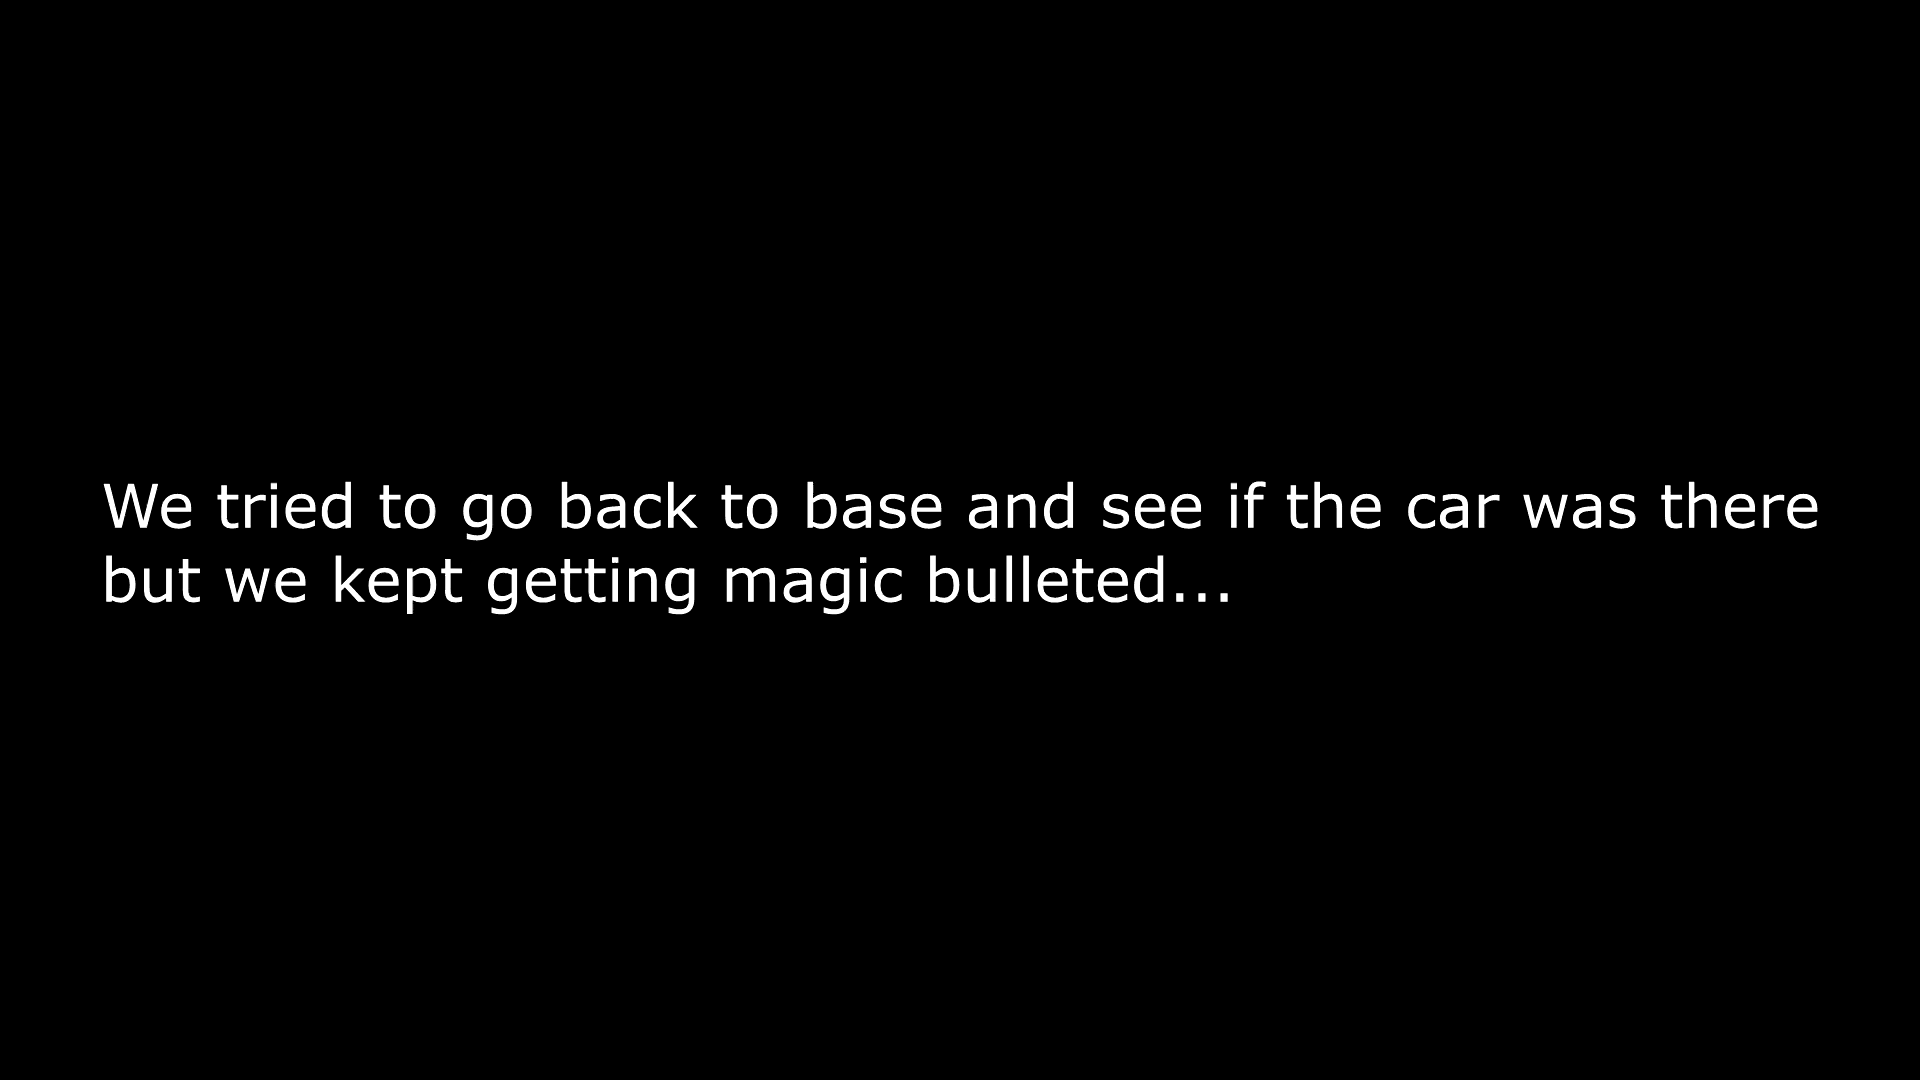 We tried to go back to base and see if the car was there
but we kept getting magic bulleted...